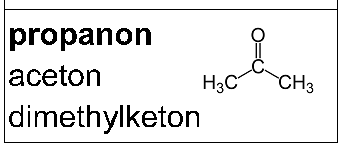 propanon
aceton
dimethylketon
O
C
H₃C CH₃